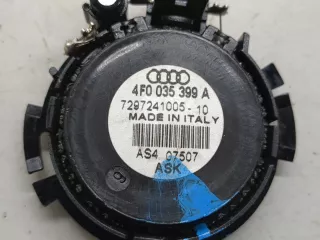 4F0 035 399 A
7297241005-10
MADE IN ITALY
AS4 07507
ASK